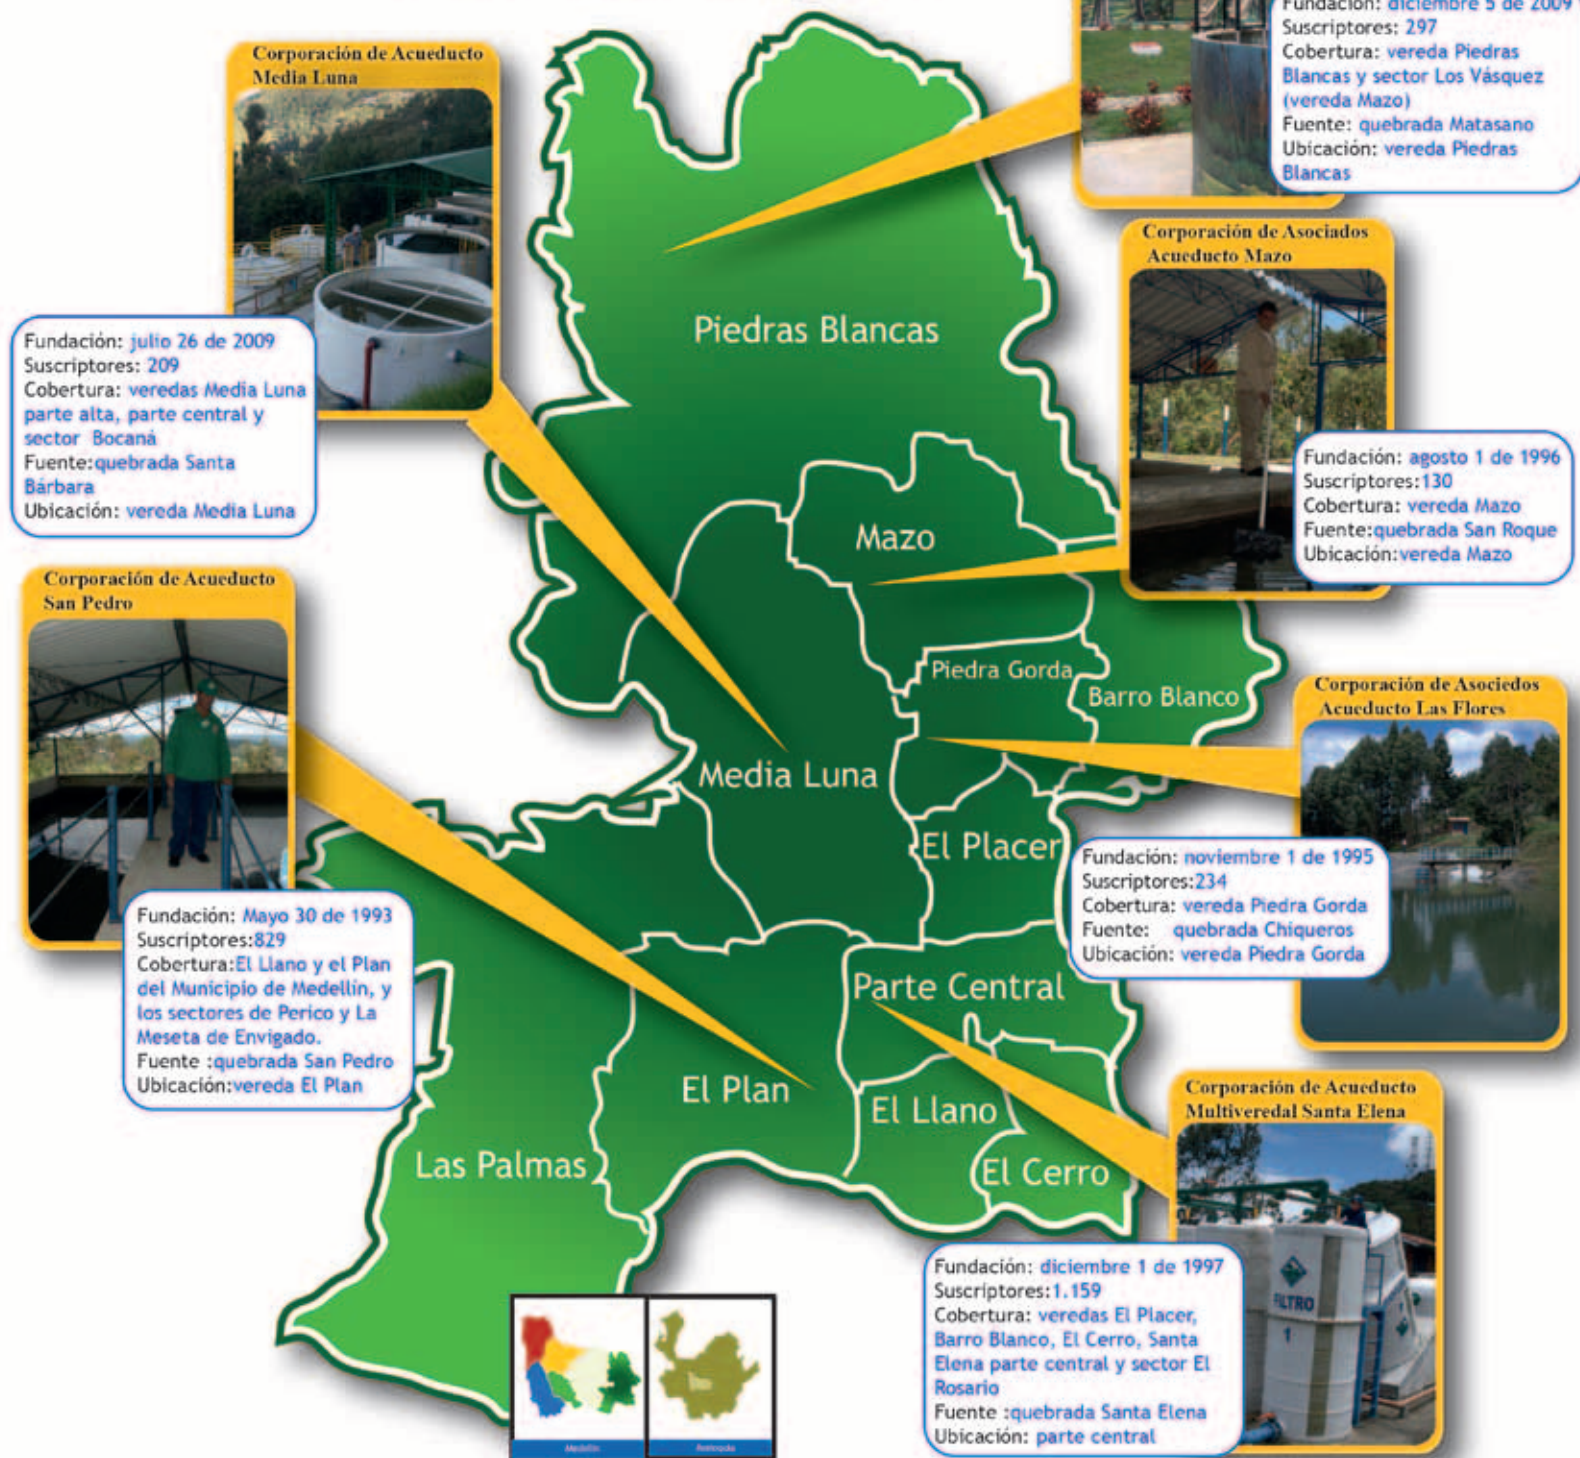 Fundación: diciembre 5 de 2009
Suscriptores: 297
Cobertura: vereda Piedras
Blancas y sector Los Vásquez
(vereda Mazo)
Fuente: quebrada Matasano
Ubicación: vereda Piedras
Blancas
Corporación de Acueducto
Media Luna
Fundación: julio 26 de 2009
Suscriptores: 209
Cobertura: veredas Media Luna
parte alta, parte central y
sector Bocaná
Fuente:quebrada Santa
Bárbara
Ubicación: vereda Media Luna
Corporación de Asociados
Acueducto Mazo
Fundación: agosto 1 de 1996
Suscriptores:130
Cobertura: vereda Mazo
Fuente:quebrada San Roque
Ubicación:vereda Mazo
Piedras Blancas
Mazo
Piedra Gorda
Barro Blanco
Media Luna
El Placer
Parte Central
El Plan
El Llano
El Cerro
Las Palmas
Corporación de Acueducto
San Pedro
Fundación: Mayo 30 de 1993
Suscriptores:829
Cobertura:El Llano y el Plan
del Municipio de Medellín, y
los sectores de Perico y La
Meseta de Envigado.
Fuente :quebrada San Pedro
Ubicación:vereda El Plan
Corporación de Asociedos
Acueducto Las Flores
Fundación: noviembre 1 de 1995
Suscriptores:234
Cobertura: vereda Piedra Gorda
Fuente: quebrada Chiqueros
Ubicación: vereda Piedra Gorda
Corporación de Acueducto
Multiveredal Santa Elena
FILTRO
1
Fundación: diciembre 1 de 1997
Suscriptores:1.159
Cobertura: veredas El Placer,
Barro Blanco, El Cerro, Santa
Elena parte central y sector El
Rosario
Fuente :quebrada Santa Elena
Ubicación: parte central
Medellín